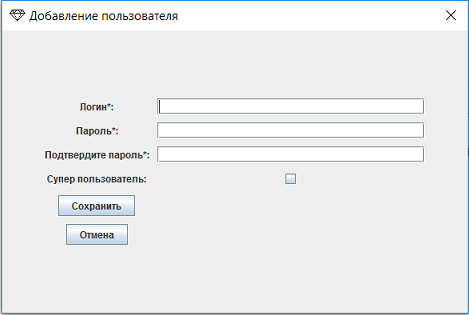 Добавление пользователя
Логин*:
Пароль*:
Подтвердите пароль*:
Супер пользователь:
Сохранить
Отмена